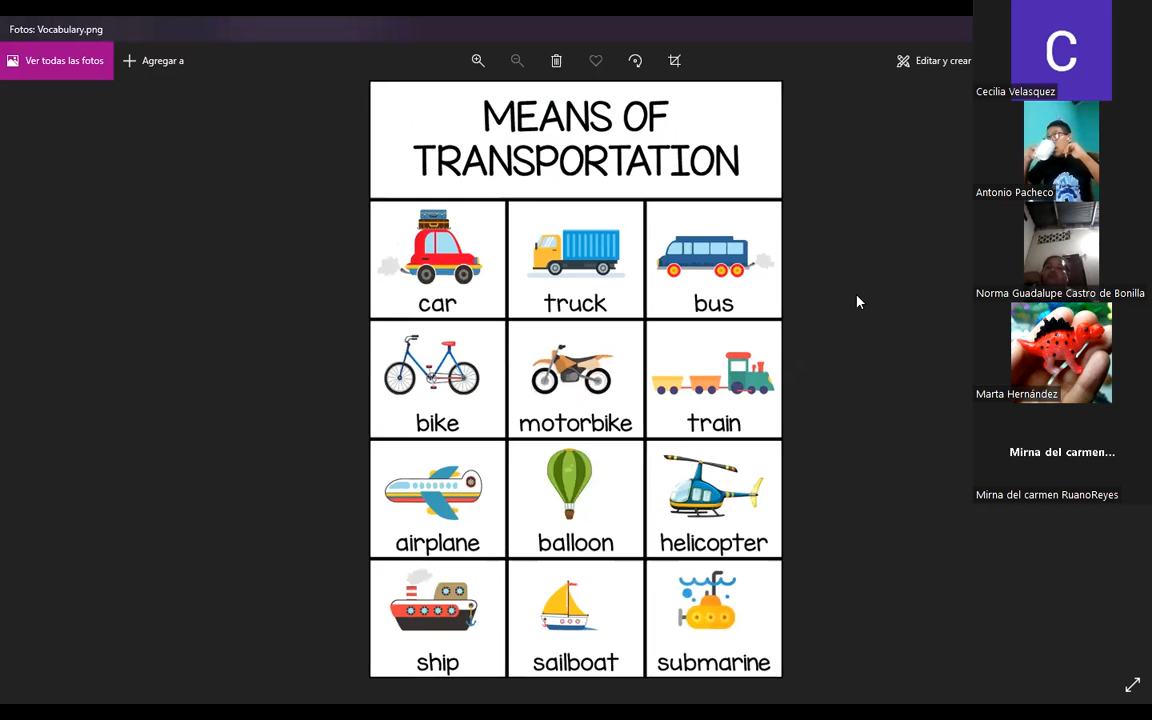 Fotos: Vocabulary.png
Ver todas las fotos
Agregar a
Editar y crear
MEANS OF
TRANSPORTATION
car
truck
bus
bike
motorbike
train
airplane
balloon
helicopter
ship
sailboat
submarine
C
Cecilia Velasquez
Antonio Pacheco
Norma Guadalupe Castro de Bonilla
Marta Hernández
Mirna del carmen...
Mirna del carmen RuanoReyes